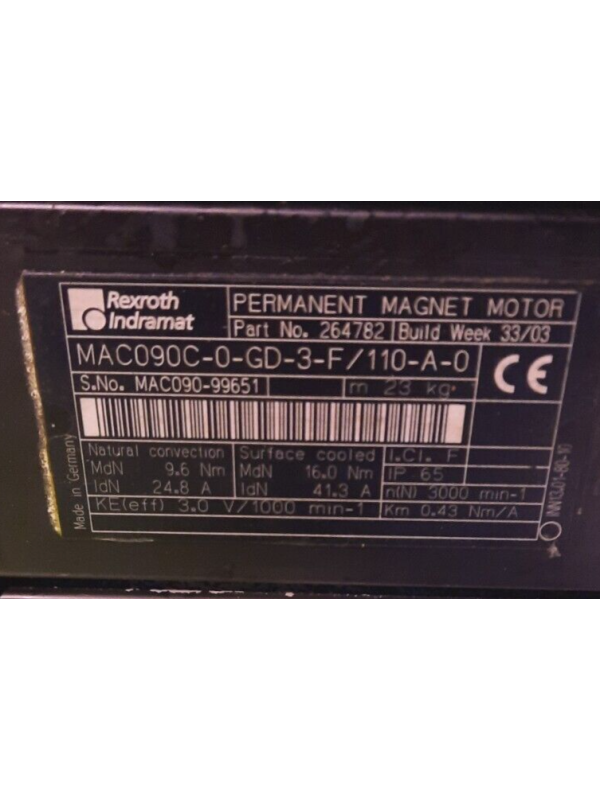 Rexroth
Indramat
PERMANENT MAGNET MOTOR
Part No. 264782 Build Week 33/03
MAC090C-0-GD-3-F/110-A-0
CE
S.No. MAC090-99651 m 23 kg
Natural convection Surface cooled I.Cl. F
MdN 9.6 Nm MdN 16.0 Nm IP 65
IdN 24.8 A IdN 41.3 A n(N) 3000 min-1
KE(eff) 3.0 V/1000 min-1 Km 0.43 Nm/A
Made in Germany